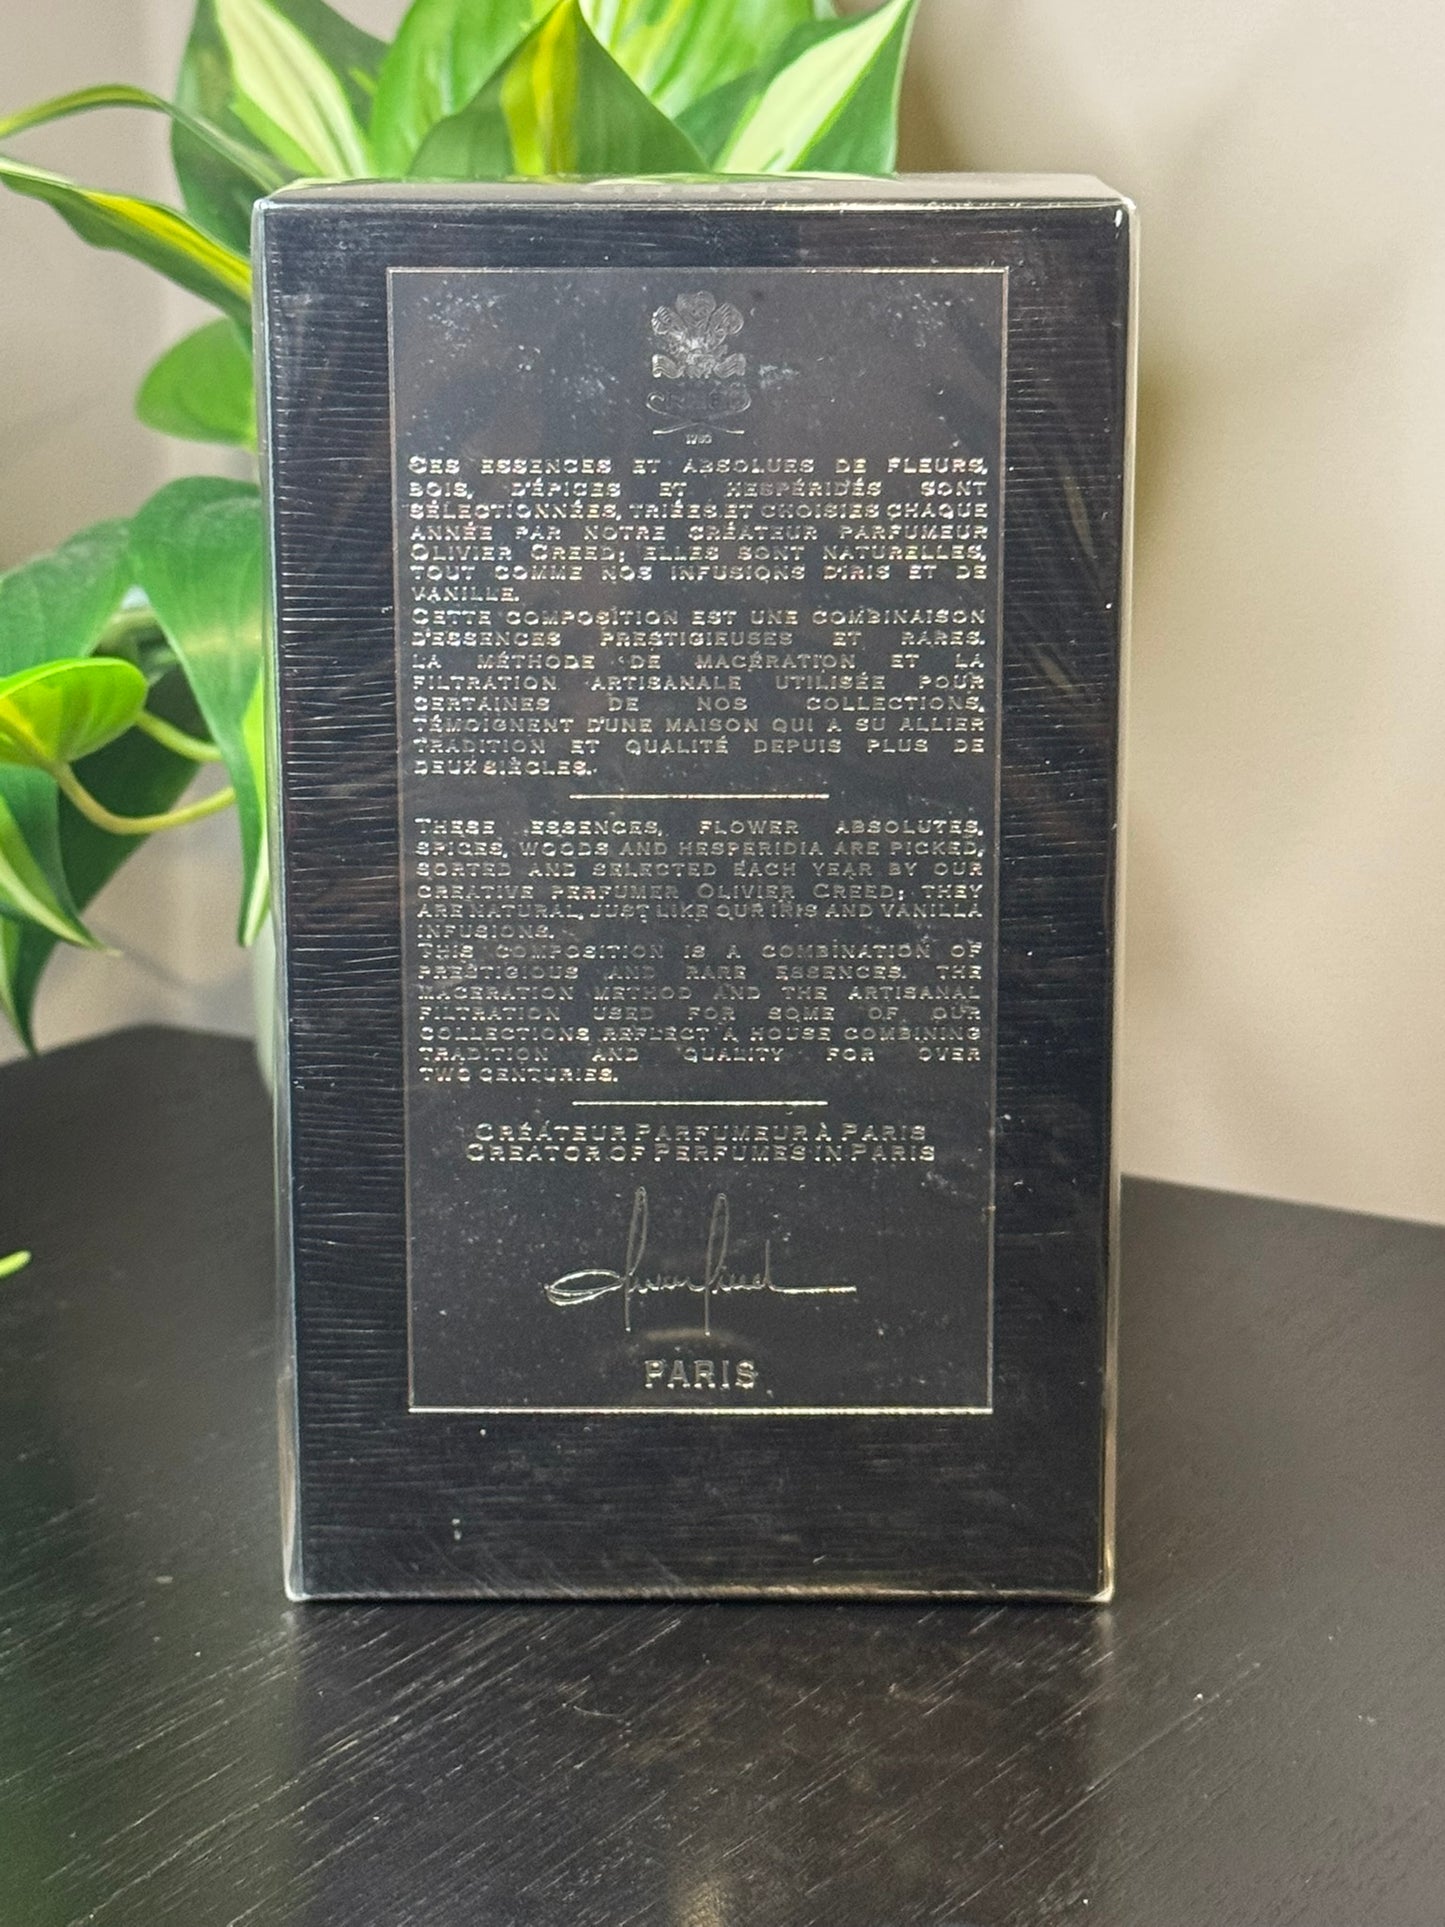 CREED
1760
CES ESSENCES ET ABSOLUES DE FLEURS,
BOIS, D'ÉPICES ET HESPÉRIDÉS SONT
SÉLECTIONNÉES, TRIÉES ET CHOISIES CHAQUE
ANNÉE PAR NOTRE CRÉATEUR PARFUMEUR
OLIVIER CREED; ELLES SONT NATURELLES,
TOUT COMME NOS INFUSIONS D'IRIS ET DE
VANILLE.
CETTE COMPOSITION EST UNE COMBINAISON
D'ESSENCES PRESTIGIEUSES ET RARES.
LA MÉTHODE DE MACÉRATION ET LA
FILTRATION ARTISANALE UTILISÉE POUR
CERTAINES DE NOS COLLECTIONS,
TÉMOIGNENT D'UNE MAISON QUI A SU ALLIER
TRADITION ET QUALITÉ DEPUIS PLUS DE
DEUX SIÈCLES.
THESE ESSENCES, FLOWER ABSOLUTES,
SPICES, WOODS AND HESPERIDIA ARE PICKED,
SORTED AND SELECTED EACH YEAR BY OUR
CREATIVE PERFUMER OLIVIER CREED; THEY
ARE NATURAL, JUST LIKE OUR IRIS AND VANILLA
INFUSIONS.
THIS COMPOSITION IS A COMBINATION OF
PRESTIGIOUS AND RARE ESSENCES. THE
MACERATION METHOD AND THE ARTISANAL
FILTRATION USED FOR SOME OF OUR
COLLECTIONS REFLECT A HOUSE COMBINING
TRADITION AND QUALITY FOR OVER
TWO CENTURIES.
CRÉATEUR PARFUMEUR À PARIS
CREATOR OF PERFUMES IN PARIS
Olivier Creed
PARIS